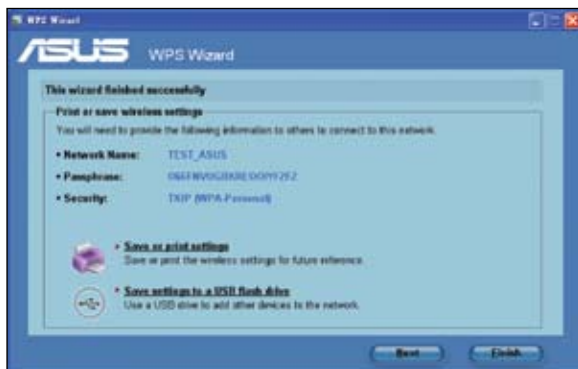 WPS Wizard
ASUS WPS Wizard
This wizard finished successfully
Print or save wireless settings
You will need to provide the following information to others to connect to this network.
• Network Name: TEST_ASUS
• Passphrase:
• Security: TKIP (WPA-Personal)
• Save or print settings
Save or print the wireless settings for future reference.
• Save settings to a USB flash drive
Use a USB drive to add other devices to the network.
Next Finish